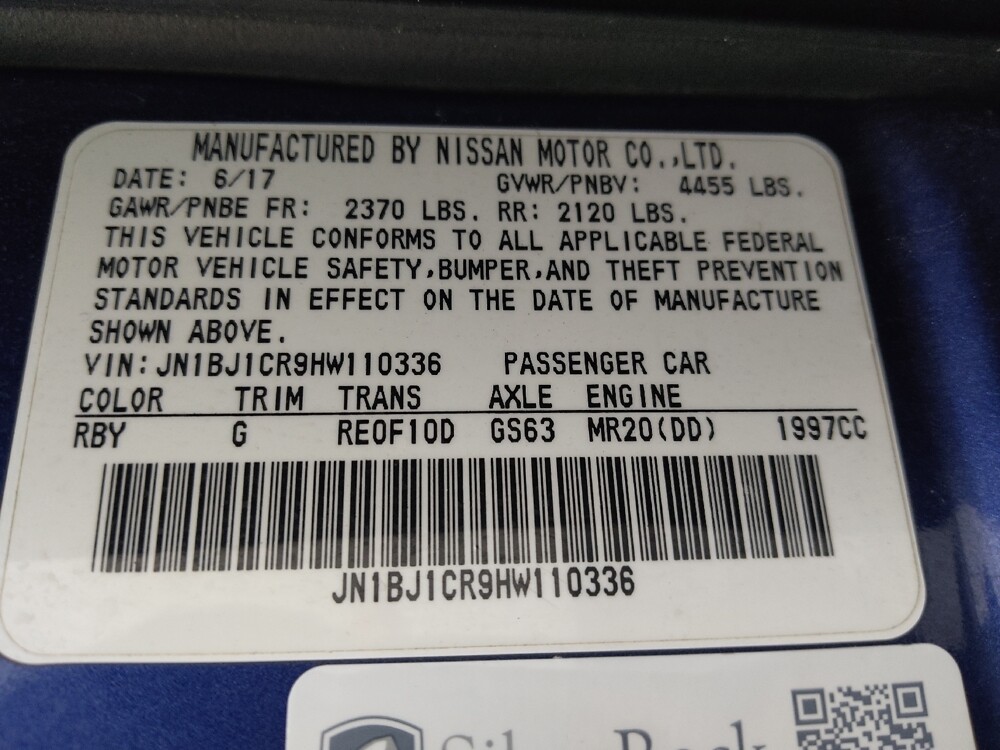 MANUFACTURED BY NISSAN MOTOR CO.,LTD.
DATE: 6/17 GVWR/PNBV: 4455 LBS.
GAWR/PNBE FR: 2370 LBS. RR: 2120 LBS.
THIS VEHICLE CONFORMS TO ALL APPLICABLE FEDERAL
MOTOR VEHICLE SAFETY,BUMPER,AND THEFT PREVENTION
STANDARDS IN EFFECT ON THE DATE OF MANUFACTURE
SHOWN ABOVE.
VIN:JN1BJ1CR9HW110336 PASSENGER CAR
COLOR TRIM TRANS AXLE ENGINE
RBY G RE0F10D GS63 MR20(DD) 1997CC
JN1BJ1CR9HW110336